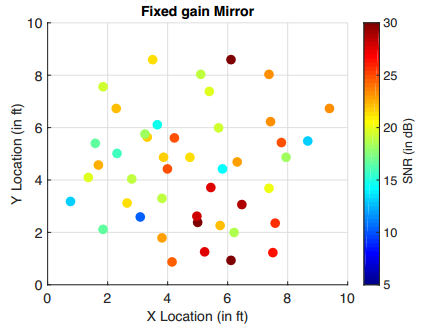 Fixed gain Mirror
10
8
6
4
2
0
0 2 4 6 8 10
Y Location (in ft)
X Location (in ft)
30
25
20
15
10
5
SNR (in dB)